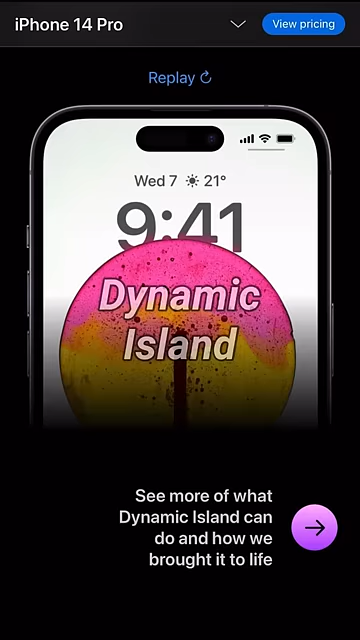 iPhone 14 Pro
View pricing
Replay
Wed 7 21°
9:41
Dynamic
Island
See more of what
Dynamic Island can
do and how we
brought it to life